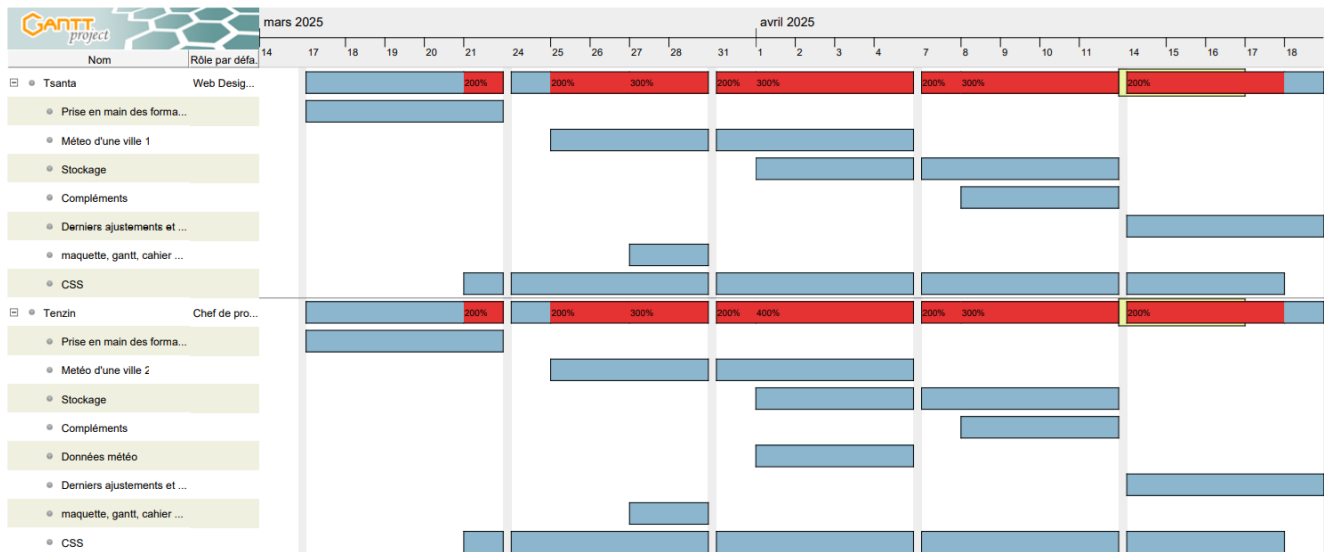 GANTT
project
mars 2025 avril 2025
14 17 18 19 20 21 24 25 26 27 28 31 1 2 3 4 7 8 9 10 11 14 15 16 17 18
Nom Rôle par défa.
Tsanta Web Desig... 200% 200% 300% 200% 300% 200% 300% 200%
Prise en main des forma...
Méteo d'une ville 1
Stockage
Compléments
Derniers ajustements et ...
maquette, gantt, cahier ...
CSS
Tenzin Chef de pro... 200% 200% 300% 200% 400% 200% 300% 200%
Prise en main des forma...
Metéo d'une ville 2
Stockage
Compléments
Données météo
Derniers ajustements et ...
maquette, gantt, cahier ...
CSS